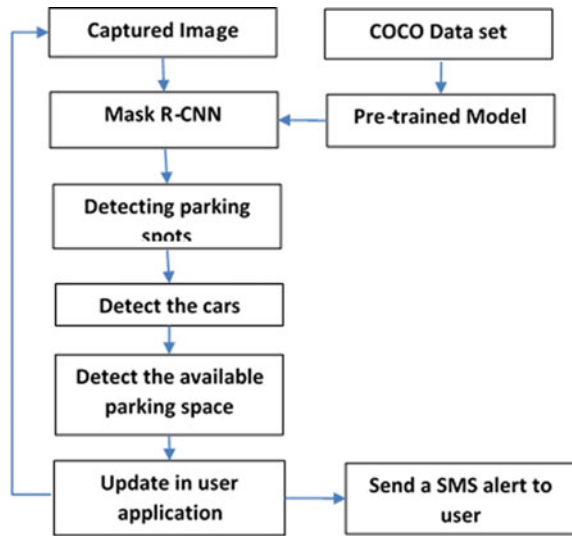 Captured Image
COCO Data set
Mask R-CNN
Pre-trained Model
Detecting parking
spots
Detect the cars
Detect the available
parking space
Update in user
application
Send a SMS alert to
user